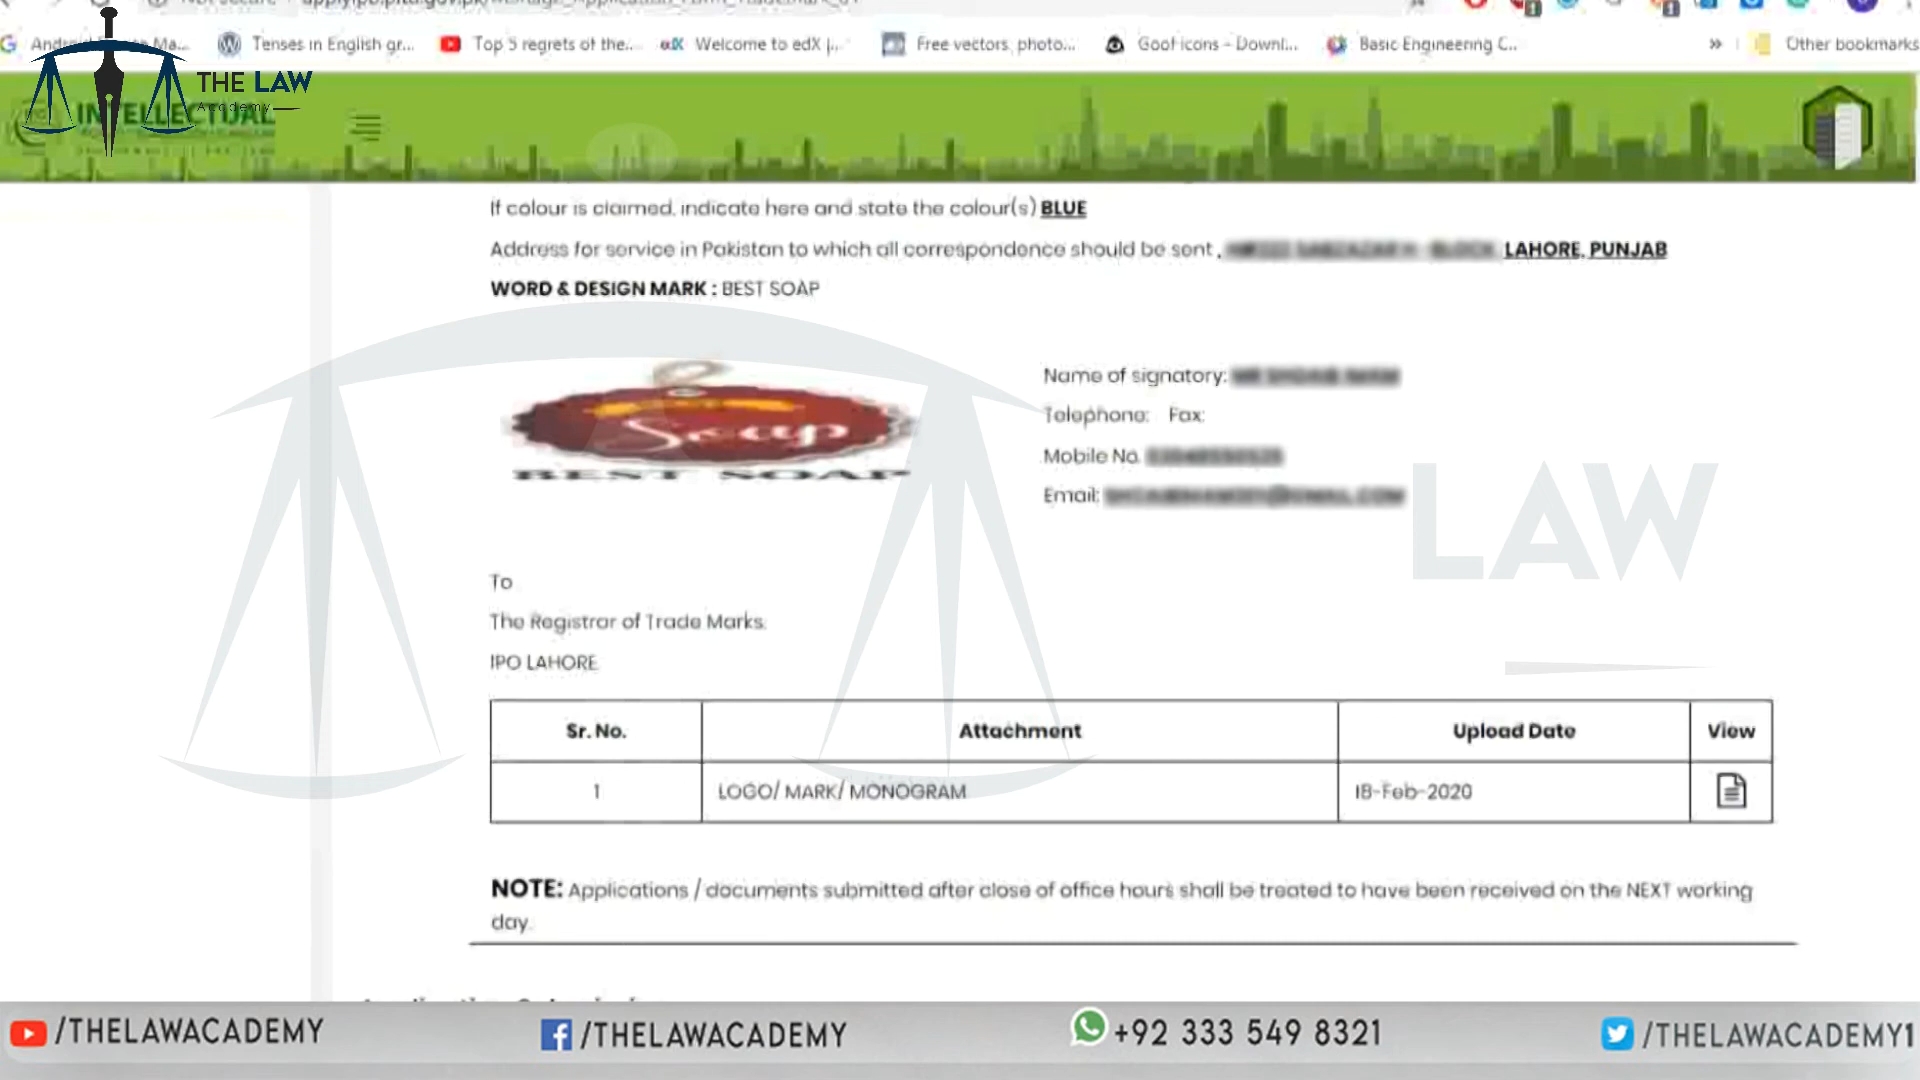 Tenses in English gr...
Top 5 regrets of the...
Welcome to edX |...
Free vectors, photo...
Goof icons - Downl...
Basic Engineering C...
»
Other bookmarks
THE LAW
Academy
INTELLECTUAL
If colour is claimed, indicate here and state the colour(s) BLUE
Address for service in Pakistan to which all correspondence should be sent , LAHORE, PUNJAB
WORD & DESIGN MARK : BEST SOAP
Soap
BEST SOAP
Name of signatory:
Telephone: Fax:
Mobile No.
Email:
LAW
To
The Registrar of Trade Marks.
IPO LAHORE
Sr. No. Attachment Upload Date View
1 LOGO/ MARK/ MONOGRAM 18-Feb-2020
NOTE: Applications / documents submitted after close of office hours shall be treated to have been received on the NEXT working
day.
/THELAWACADEMY
/THELAWACADEMY
+92 333 549 8321
/THELAWACADEMY1